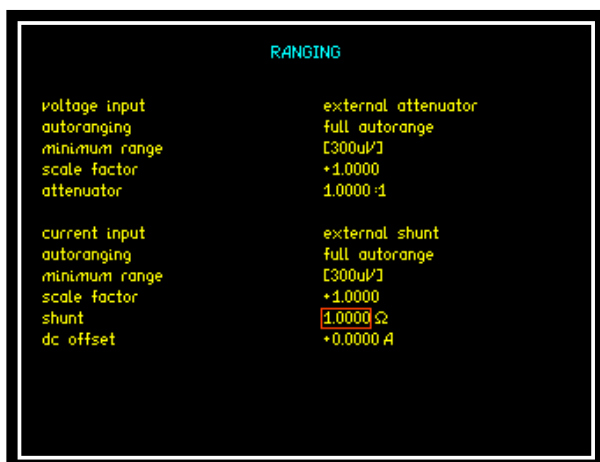 RANGING
voltage input external attenuator
autoranging full autorange
minimum range [300uV]
scale factor +1.0000
attenuator 1.0000 :1
current input external shunt
autoranging full autorange
minimum range [300uV]
scale factor +1.0000
shunt 1.0000 Ω
dc offset +0.0000 A